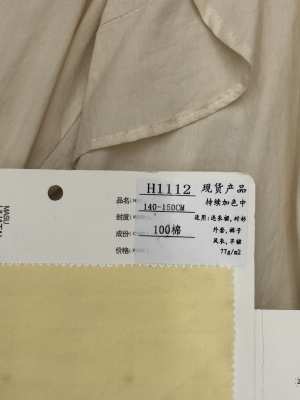 H1112 现货产品
品名: 持续加色中
140-150CM 适用:连衣裙,衬衫
封度: 外套,裤子
成份: 100棉 风衣,半裙
价格: 77g/m2